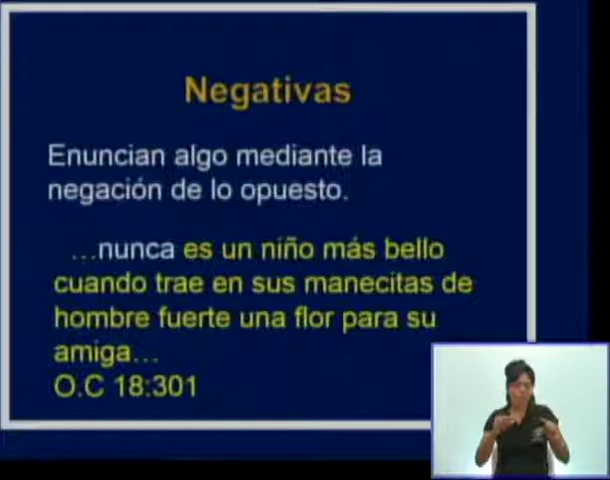 Negativas
Enuncian algo mediante la
negación de lo opuesto.
…nunca es un niño más bello
cuando trae en sus manecitas de
hombre fuerte una flor para su
amiga…
O.C 18:301